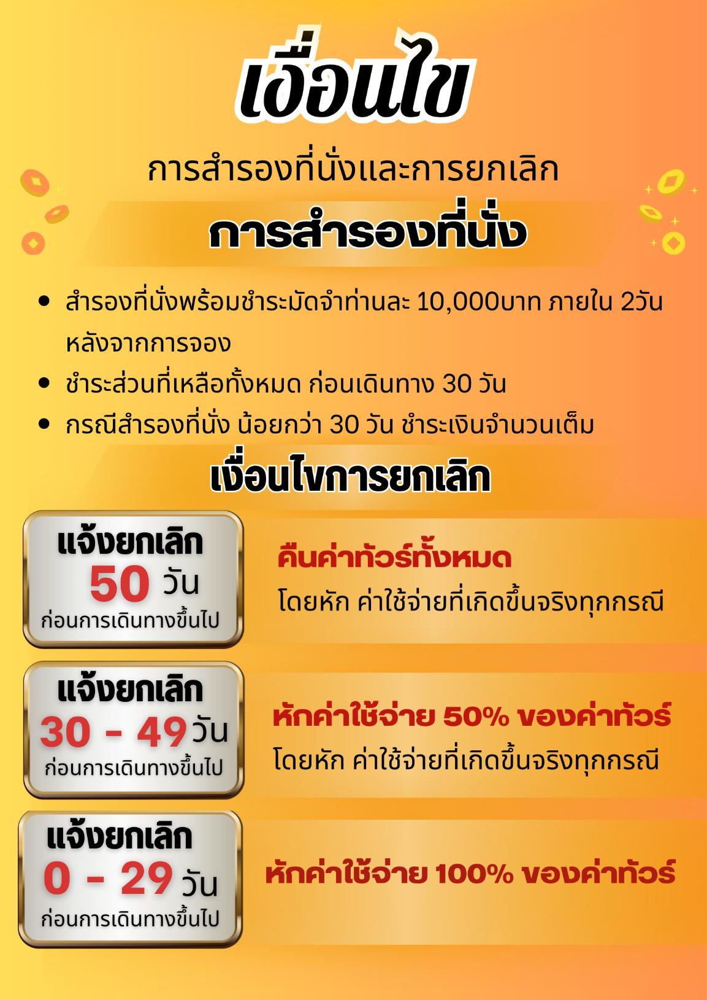 เงื่อนไข
การสำรองที่นั่งและการยกเลิก
การสำรองที่นั่ง
สำรองที่นั่งพร้อมชำระมัดจำท่านละ 10,000บาท ภายใน 2วัน
หลังจากการจอง
ชำระส่วนที่เหลือทั้งหมด ก่อนเดินทาง 30 วัน
กรณีสำรองที่นั่ง น้อยกว่า 30 วัน ชำระเงินจำนวนเต็ม
เงื่อนไขการยกเลิก
แจ้งยกเลิก
50 วัน
ก่อนการเดินทางขึ้นไป
คืนค่าทัวร์ทั้งหมด
โดยหัก ค่าใช้จ่ายที่เกิดขึ้นจริงทุกกรณี
แจ้งยกเลิก
30 - 49 วัน
ก่อนการเดินทางขึ้นไป
หักค่าใช้จ่าย 50% ของค่าทัวร์
โดยหัก ค่าใช้จ่ายที่เกิดขึ้นจริงทุกกรณี
แจ้งยกเลิก
0 - 29 วัน
ก่อนการเดินทางขึ้นไป
หักค่าใช้จ่าย 100% ของค่าทัวร์